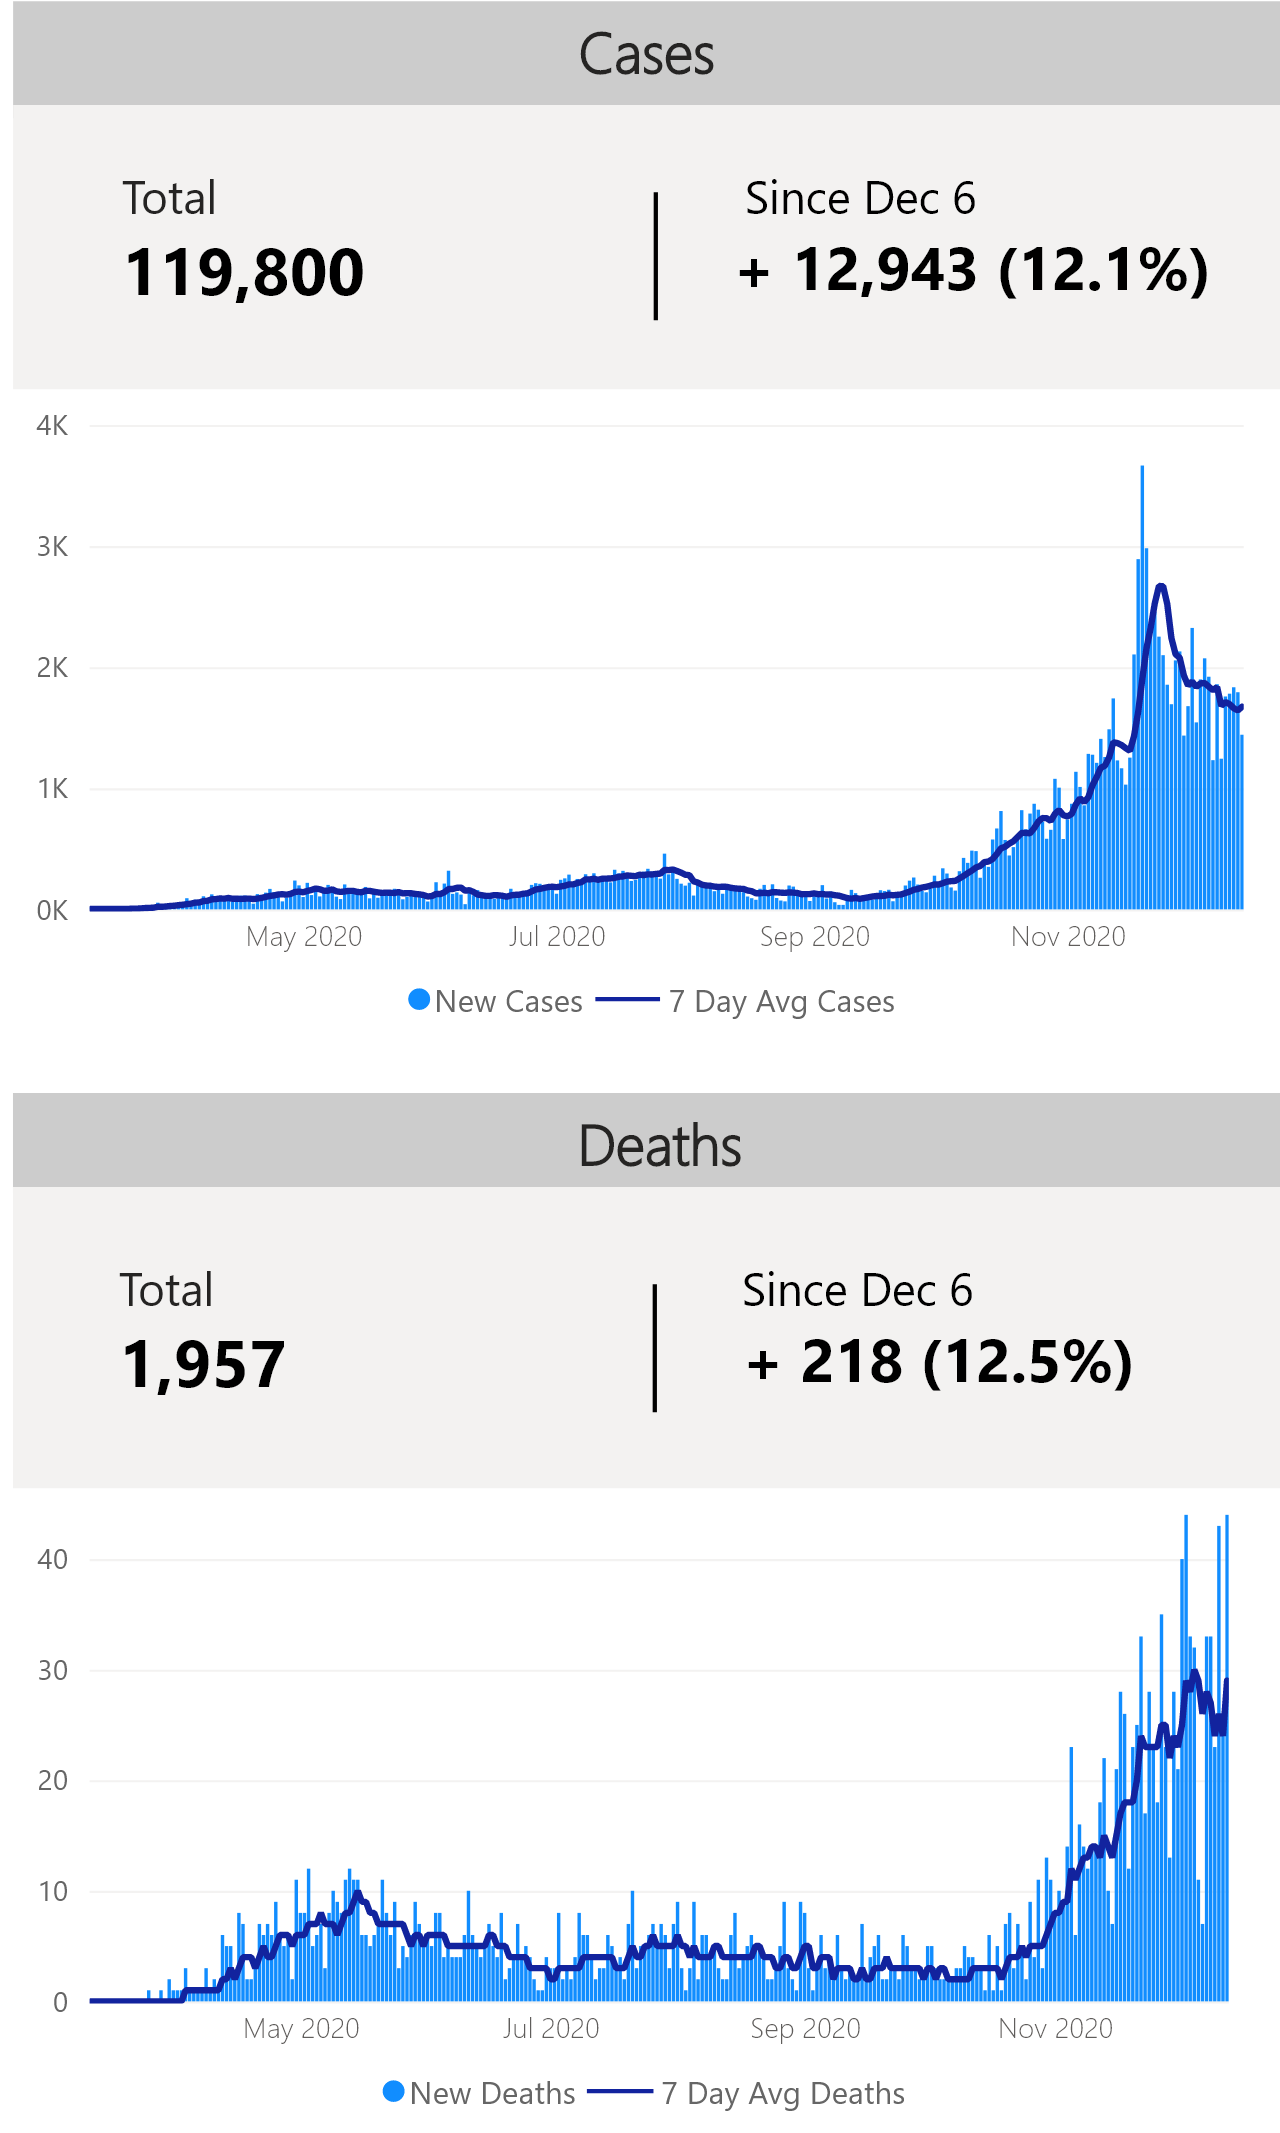 Cases
Total
Since Dec 6
119,800
+ 12,943 (12.1%)
4K
3K
2K
1K
0K
May 2020
Jul 2020
Sep 2020
Nov 2020
New Cases
7 Day Avg Cases
Deaths
Total
Since Dec 6
1,957
+ 218 (12.5%)
40
30
20
10
0
May 2020
Jul 2020
Sep 2020
Nov 2020
New Deaths
7 Day Avg Deaths